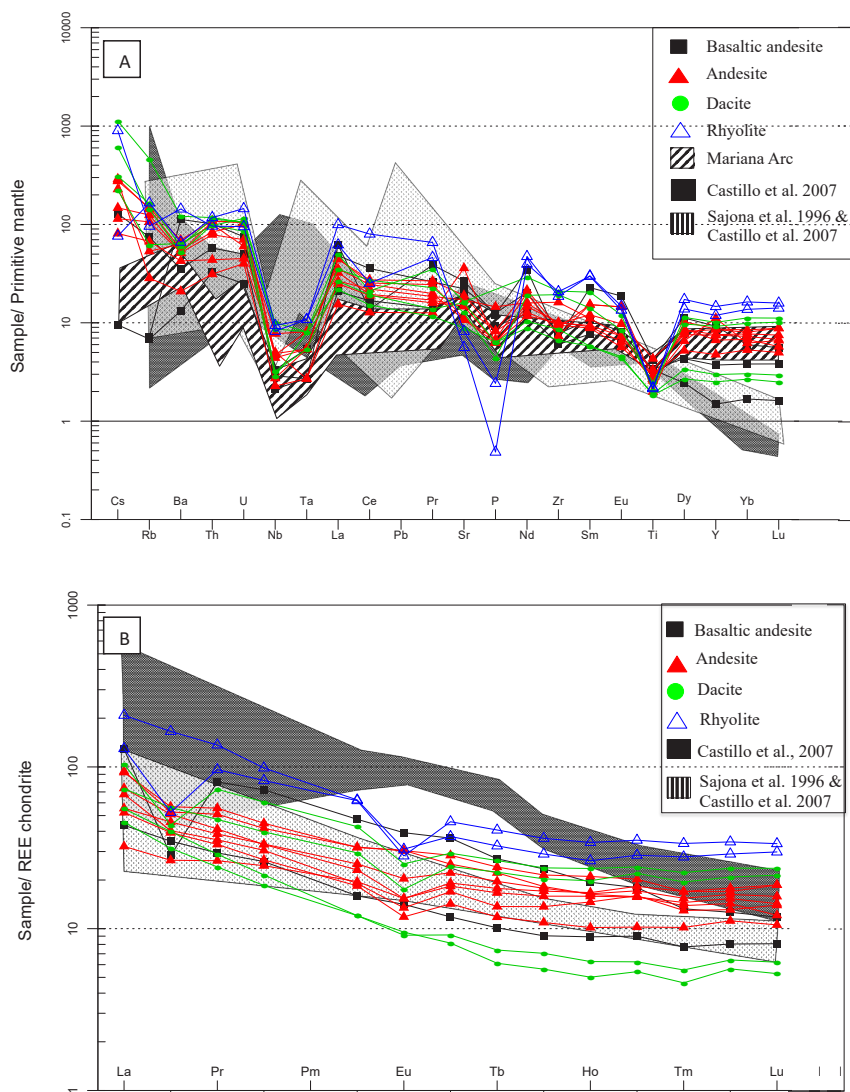 A
10000
1000
100
10
1
0.1
Sample/ Primitive mantle
Basaltic andesite
Andesite
Dacite
Rhyolite
Mariana Arc
Castillo et al. 2007
Sajona et al. 1996 &
Castillo et al. 2007
Cs Ba U Ta Ce Pr P Zr Eu Dy Yb
Rb Th Nb La Pb Sr Nd Sm Ti Y Lu
B
1000
100
10
1
Sample/ REE chondrite
Basaltic andesite
Andesite
Dacite
Rhyolite
Castillo et al., 2007
Sajona et al. 1996 &
Castillo et al. 2007
La Pr Pm Eu Tb Ho Tm Lu